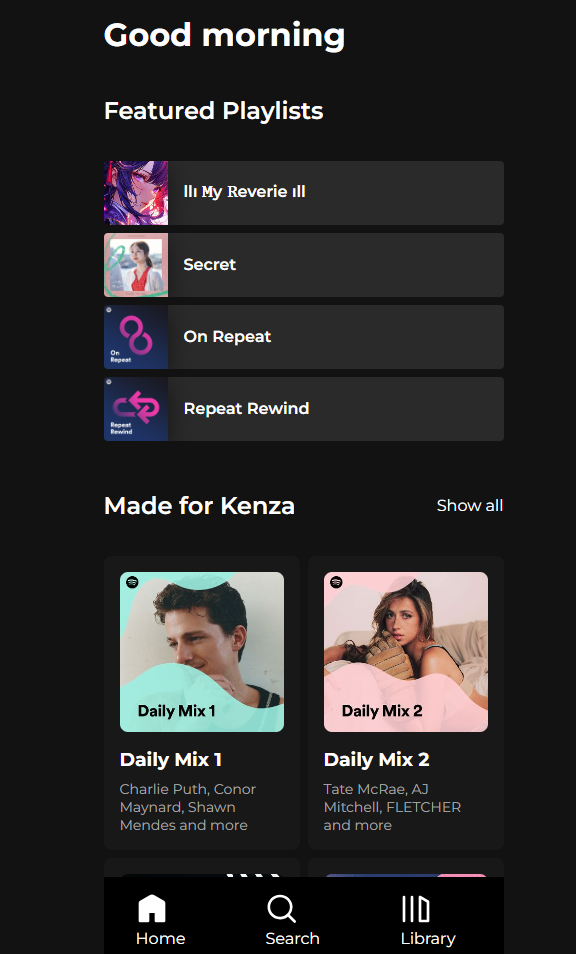 Good morning
Featured Playlists
llı My Reverie ıll
Secret
On
Repeat
On Repeat
Repeat
Rewind
Repeat Rewind
Made for Kenza
Show all
Daily Mix 1
Daily Mix 2
Daily Mix 1
Charlie Puth, Conor
Maynard, Shawn
Mendes and more
Daily Mix 2
Tate McRae, AJ
Mitchell, FLETCHER
and more
Home
Search
Library